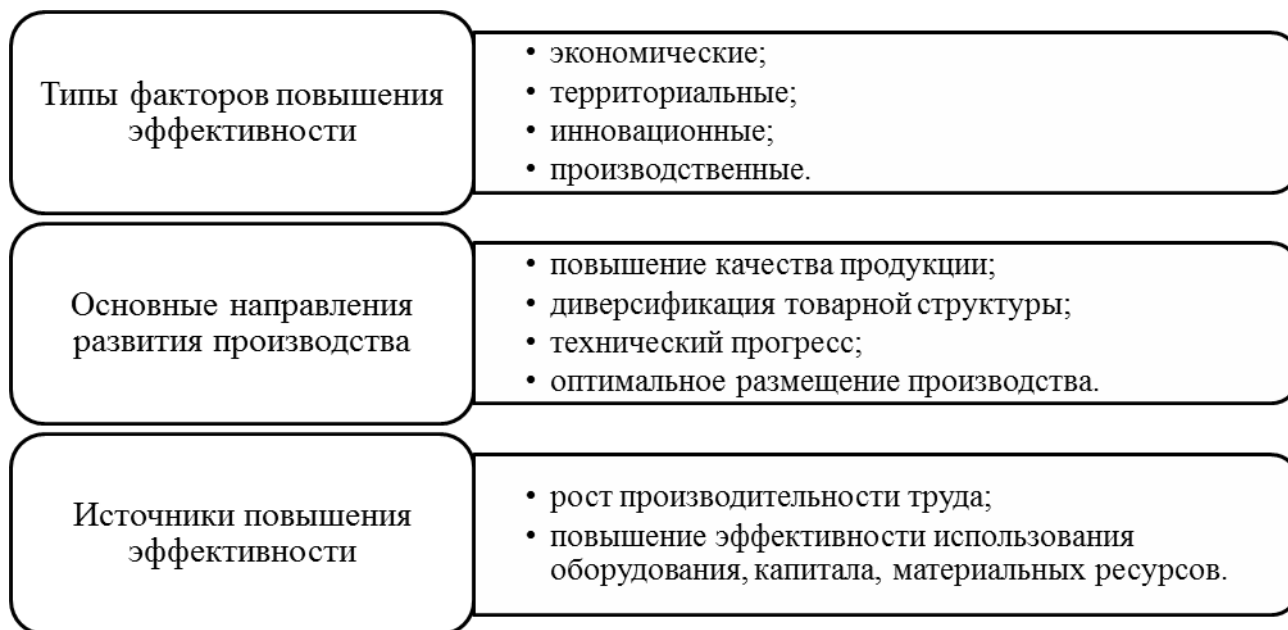 Типы факторов повышения
эффективности
• экономические;
• территориальные;
• инновационные;
• производственные.
Основные направления
развития производства
• повышение качества продукции;
• диверсификация товарной структуры;
• технический прогресс;
• оптимальное размещение производства.
Источники повышения
эффективности
• рост производительности труда;
• повышение эффективности использования
оборудования, капитала, материальных ресурсов.